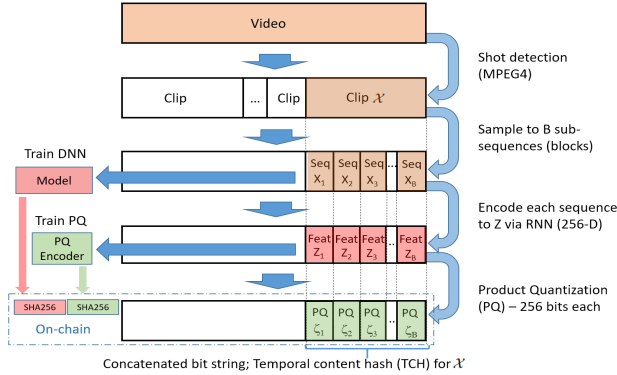 Video
Shot detection
(MPEG4)
Clip
...
Clip
Clip 𝒳
Sample to B sub-
sequences (blocks)
Train DNN
Model
Seq
X₁
Seq
X₂
Seq
X₃
...
Seq
X_B
Encode each sequence
to Z via RNN (256-D)
Train PQ
PQ
Encoder
Feat
Z₁
Feat
Z₂
Feat
Z₃
..
Feat
Z_B
Product Quantization
(PQ) – 256 bits each
SHA256
SHA256
On-chain
PQ
ζ₁
PQ
ζ₂
PQ
ζ₃
..
PQ
ζ_B
Concatenated bit string; Temporal content hash (TCH) for 𝒳